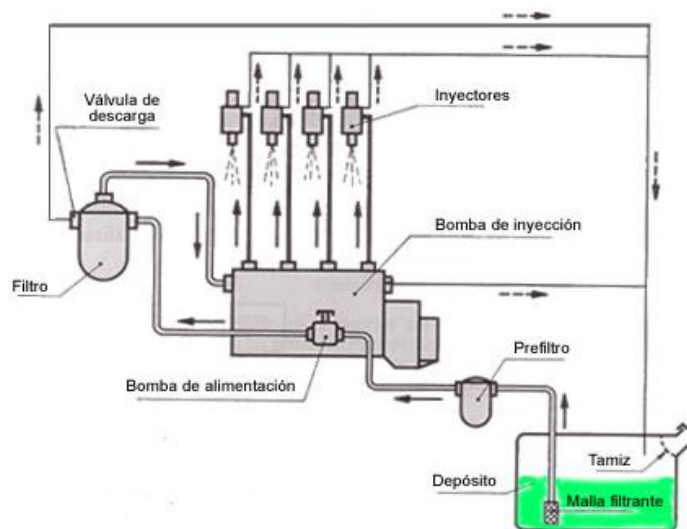 Válvula de
descarga
Inyectores
Bomba de inyección
Filtro
Prefiltro
Bomba de alimentación
Tamiz
Depósito
Malla filtrante